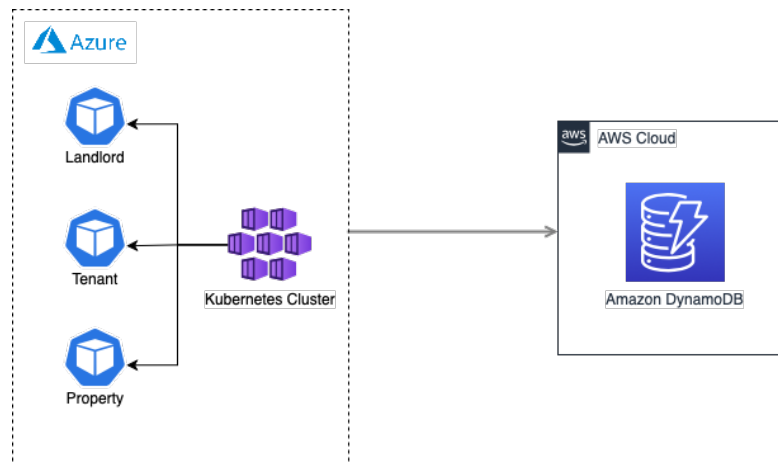 Azure
Landlord
Tenant
Property
Kubernetes Cluster
aws
AWS Cloud
Amazon DynamoDB